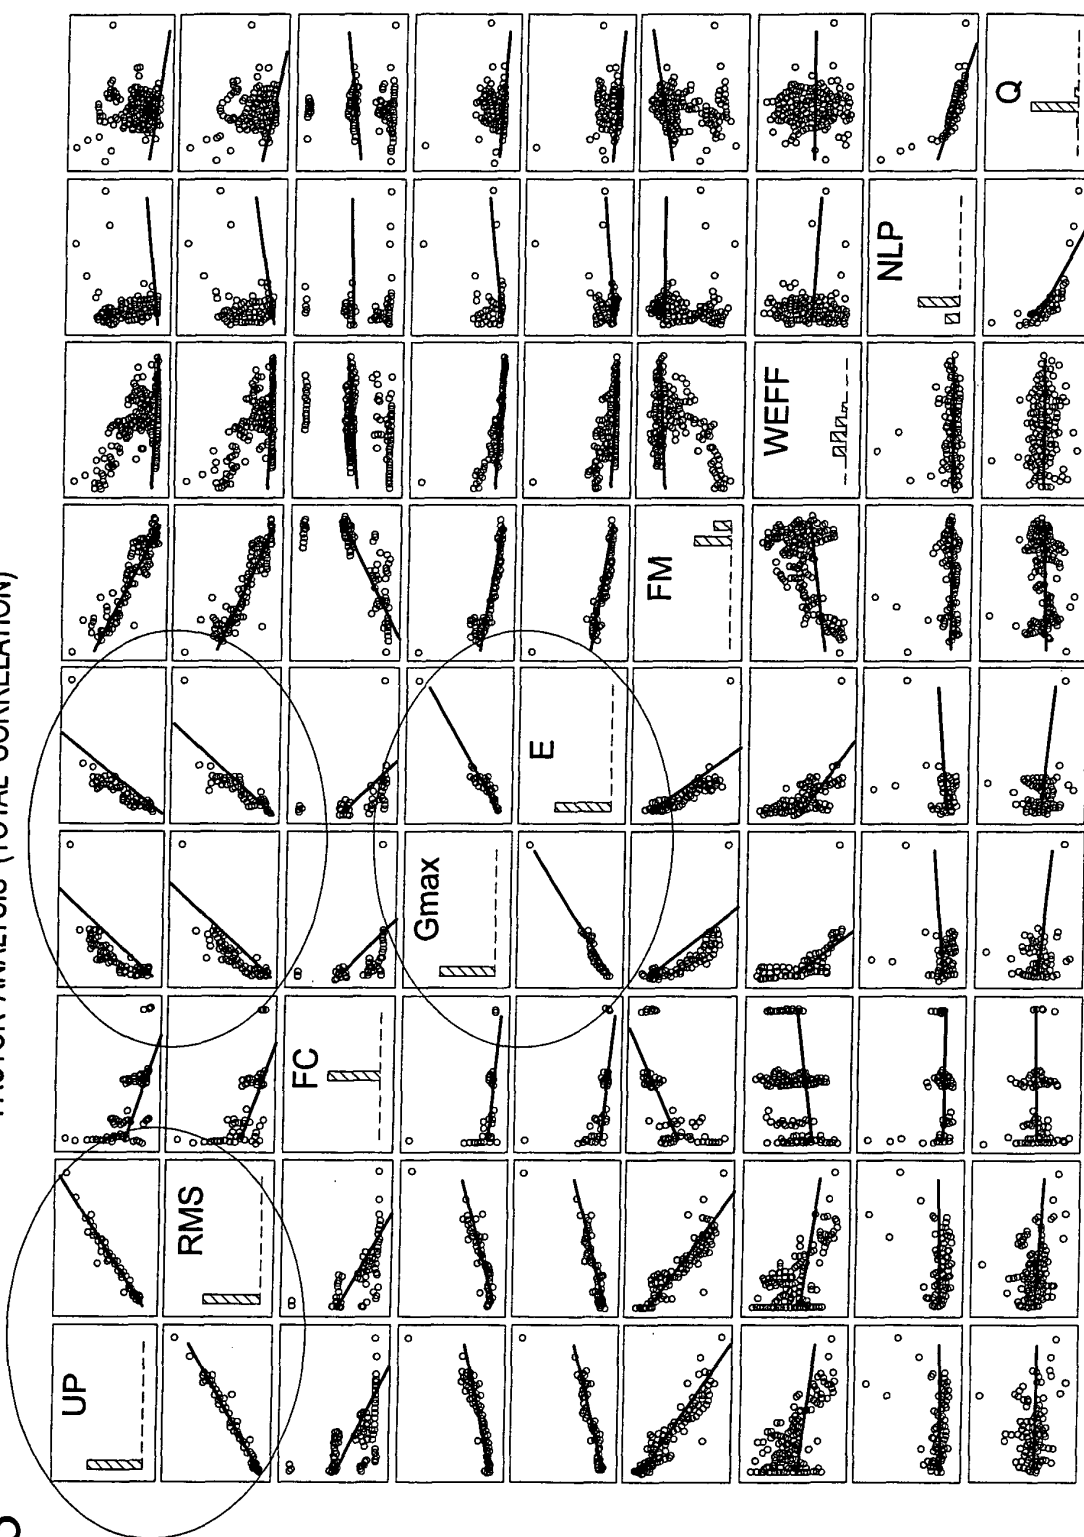 FACTOR ANALYSIS (TOTAL CORRELATION)
UP
RMS
FC
Gmax
E
FM
WEFF
NLP
Q